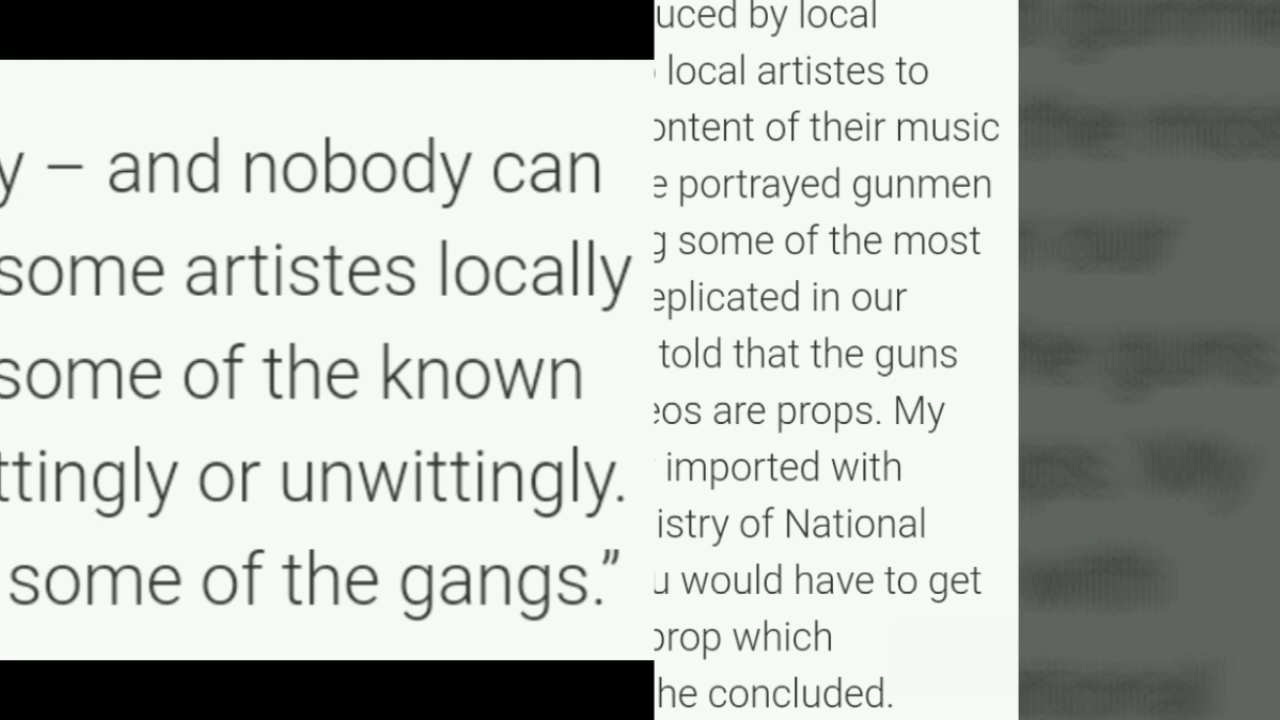 y – and nobody can
some artistes locally
some of the known
ttingly or unwittingly.
some of the gangs.”
uced by local
local artistes to
ontent of their music
e portrayed gunmen
g some of the most
eplicated in our
told that the guns
eos are props. My
imported with
istry of National
u would have to get
prop which
he concluded.